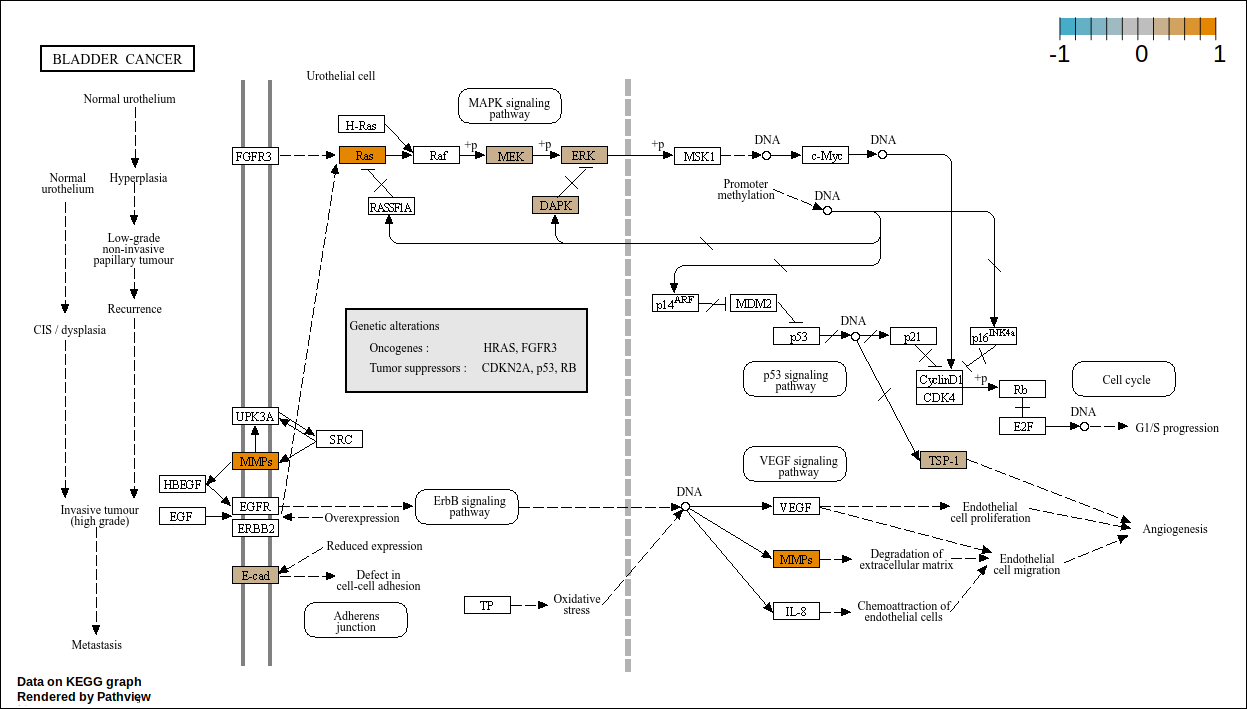 BLADDER CANCER
-1 0 1
Urothelial cell
Normal urothelium
MAPK signaling
pathway
H-Ras
FGFR3
Ras
Raf
+p
MEK
+p
ERK
+p
MSK1
DNA
c-Myc
DNA
Normal
urothelium
Hyperplasia
RASSF1A
DAPK
Promoter
methylation
DNA
Low-grade
non-invasive
papillary tumour
Recurrence
CIS / dysplasia
p14ARF
MDM2
p53
DNA
p21
p16INK4a
Genetic alterations
Oncogenes : HRAS, FGFR3
Tumor suppressors : CDKN2A, p53, RB
p53 signaling
pathway
CyclinD1
CDK4
+p
Rb
Cell cycle
UPK3A
SRC
E2F
DNA
G1/S progression
MMPs
VEGF signaling
pathway
TSP-1
HBEGF
EGF
EGFR
ERBB2
Overexpression
ErbB signaling
pathway
DNA
VEGF
Endothelial
cell proliferation
Angiogenesis
Invasive tumour
(high grade)
Reduced expression
E-cad
Defect in
cell-cell adhesion
MMPs
Degradation of
extracellular matrix
Endothelial
cell migration
TP
Oxidative
stress
IL-8
Chemoattraction of
endothelial cells
Adherens
junction
Metastasis
Data on KEGG graph
Rendered by Pathview